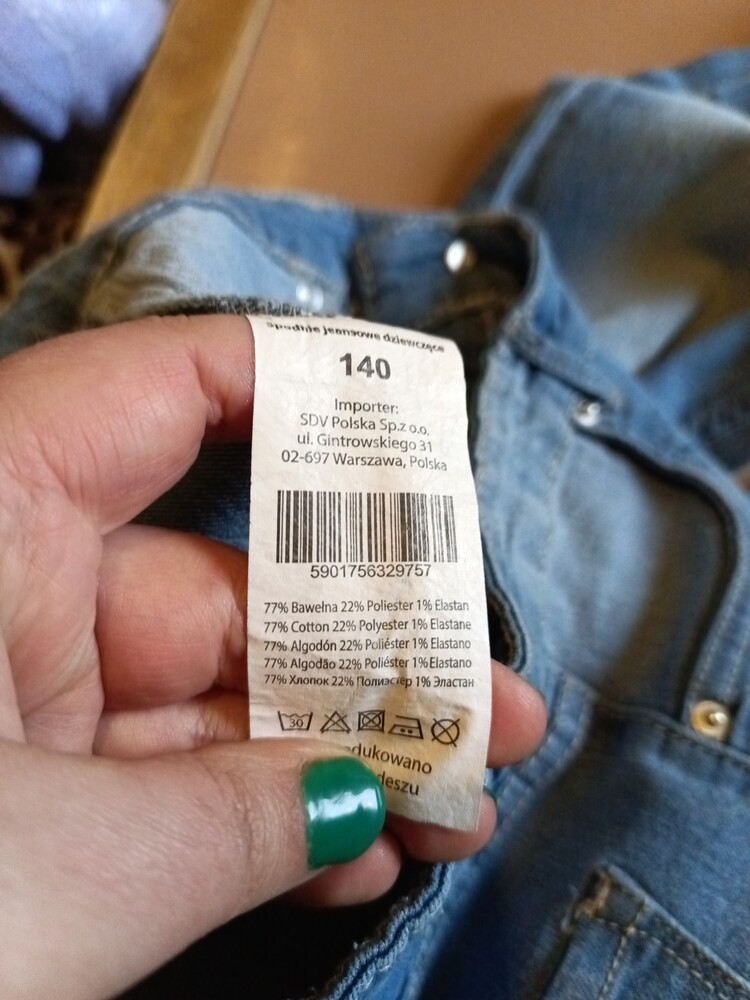 Spodnie jeansowe dziewczęce
140
Importer:
SDV Polska Sp.z o.o.
ul. Gintrowskiego 31
02-697 Warszawa, Polska
5901756329757
77% Bawełna 22% Poliester 1% Elastan
77% Cotton 22% Polyester 1% Elastane
77% Algodón 22% Poliéster 1% Elastano
77% Algodão 22% Poliéster 1%Elastano
77% Хлопок 22% Полиэстер 1% Эластан
30
dukowano
deszu